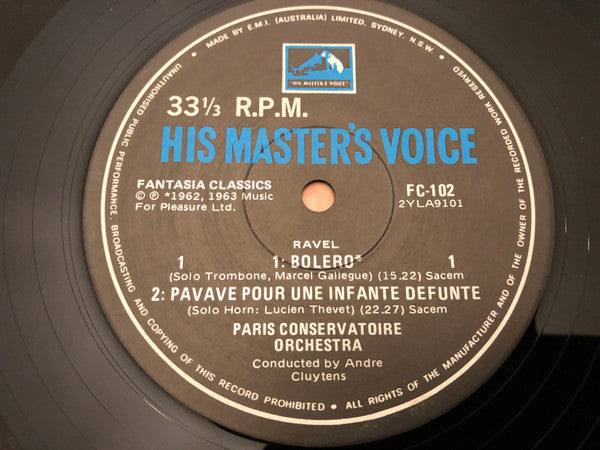 MADE BY E.M.I. (AUSTRALIA) LIMITED, SYDNEY, N.S.W.
"HIS MASTER'S VOICE"
33⅓ R.P.M.
HIS MASTER'S VOICE
FANTASIA CLASSICS
© ℗ *1962, 1963 Music
For Pleasure Ltd.
FC-102
2YLA9101
RAVEL
1 1: BOLERO* 1
(Solo Trombone, Marcel Galiegue) (15.22) Sacem
2: PAVAVE POUR UNE INFANTE DEFUNTE
(Solo Horn: Lucien Thevet) (22.27) Sacem
PARIS CONSERVATOIRE
ORCHESTRA
Conducted by Andre
Cluytens
UNAUTHORISED PUBLIC PERFORMANCE, BROADCASTING AND COPYING OF THIS RECORD PROHIBITED • ALL RIGHTS OF THE MANUFACTURER AND OF THE OWNER OF THE RECORDED WORK RESERVED